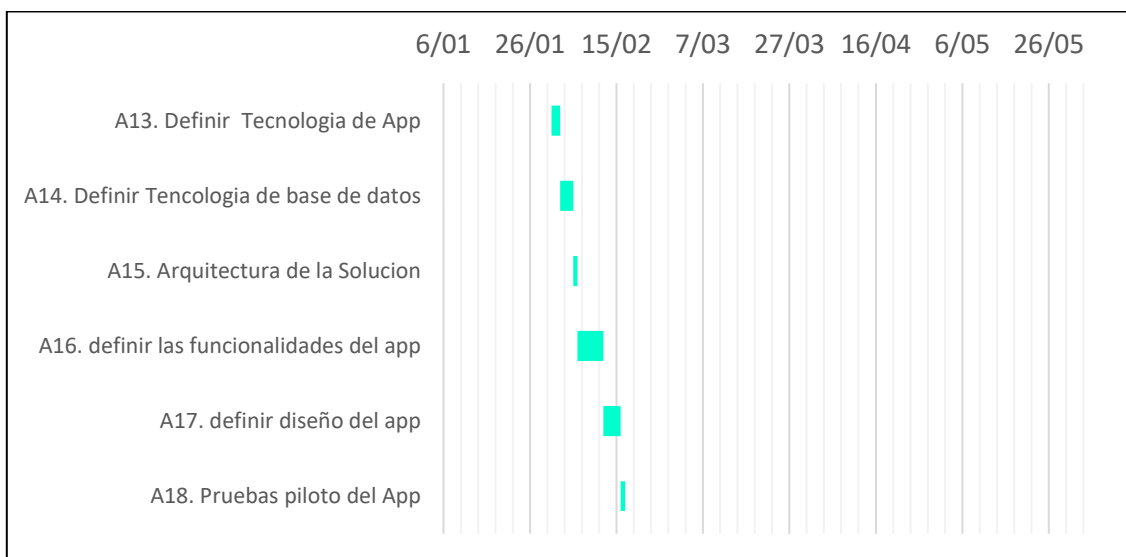 6/01 26/01 15/02 7/03 27/03 16/04 6/05 26/05
A13. Definir  Tecnologia de App
A14. Definir Tencologia de base de datos
A15. Arquitectura de la Solucion
A16. definir las funcionalidades del app
A17. definir diseño del app
A18. Pruebas piloto del App